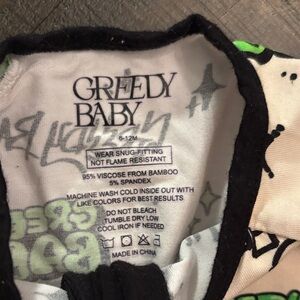 GREEDY
BABY
6-12M
WEAR SNUG-FITTING
NOT FLAME RESISTANT
95% VISCOSE FROM BAMBOO
5% SPANDEX
MACHINE WASH COLD INSIDE OUT WITH
LIKE COLORS FOR BEST RESULTS
DO NOT BLEACH
TUMBLE DRY LOW
COOL IRON IF NEEDED
MADE IN CHINA